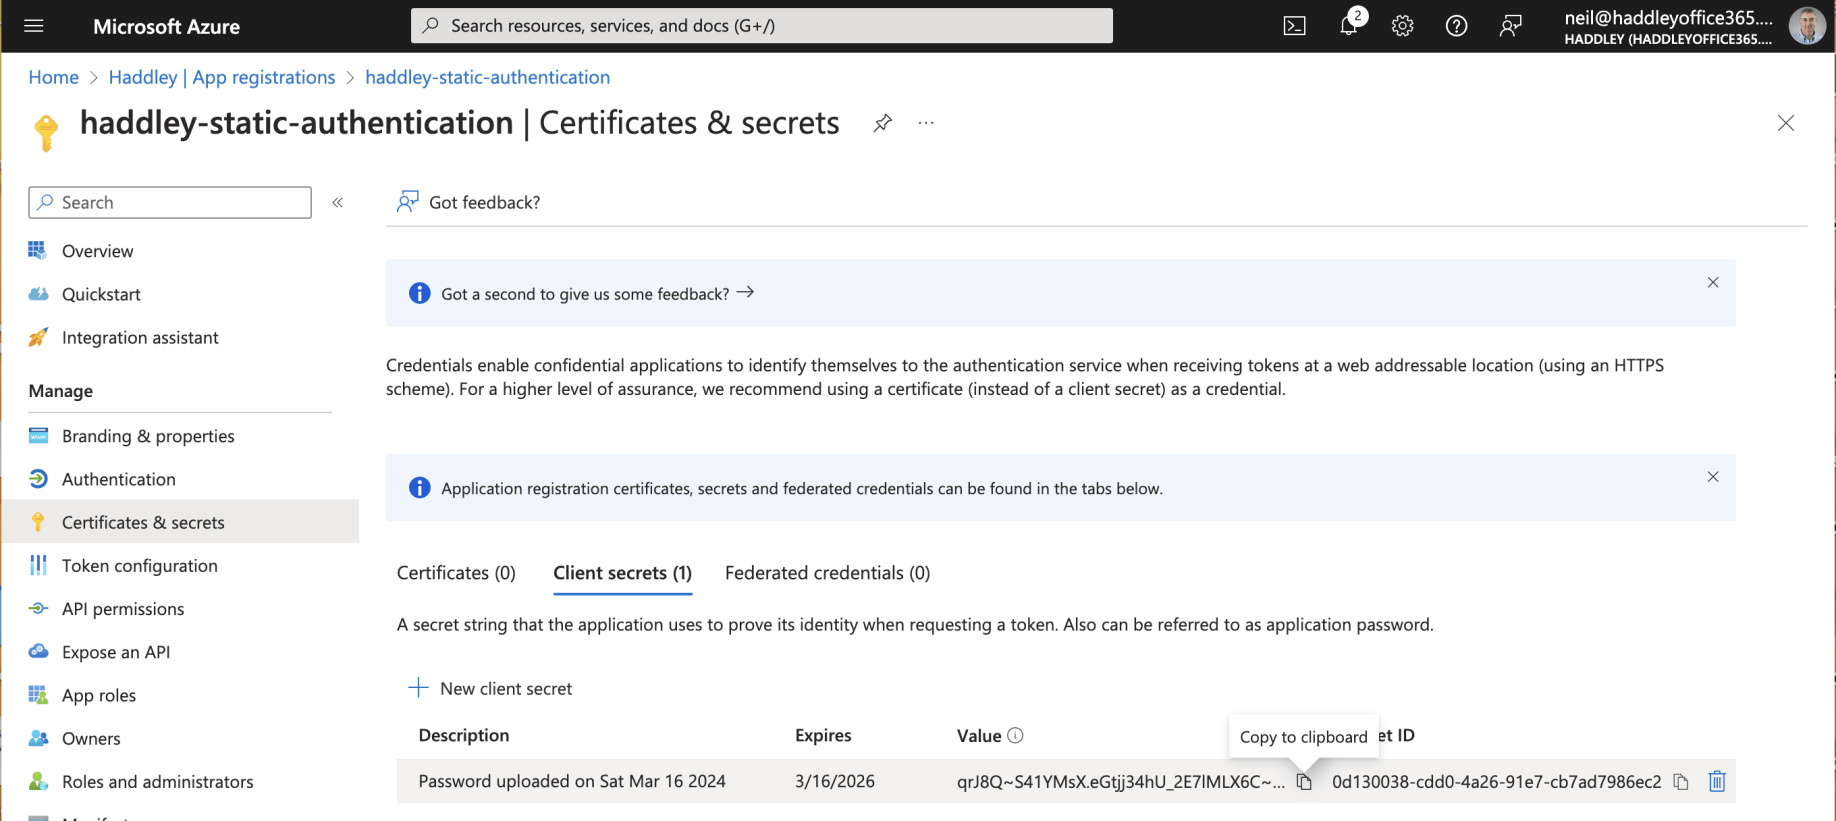 Microsoft Azure
Search resources, services, and docs (G+/)
2
neil@haddleyoffice365....
HADDLEY (HADDLEYOFFICE365....
Home > Haddley | App registrations > haddley-static-authentication
haddley-static-authentication | Certificates & secrets
Search
«
Got feedback?
Overview
Quickstart
Integration assistant
Got a second to give us some feedback? →
Credentials enable confidential applications to identify themselves to the authentication service when receiving tokens at a web addressable location (using an HTTPS
scheme). For a higher level of assurance, we recommend using a certificate (instead of a client secret) as a credential.
Manage
Branding & properties
Authentication
Certificates & secrets
Token configuration
API permissions
Expose an API
App roles
Owners
Roles and administrators
Application registration certificates, secrets and federated credentials can be found in the tabs below.
Certificates (0) Client secrets (1) Federated credentials (0)
A secret string that the application uses to prove its identity when requesting a token. Also can be referred to as application password.
New client secret
Description Expires Value Copy to clipboard et ID
Password uploaded on Sat Mar 16 2024 3/16/2026 qrJ8Q~S41YMsX.eGtjj34hU_2E7lMLX6C~... 0d130038-cdd0-4a26-91e7-cb7ad7986ec2